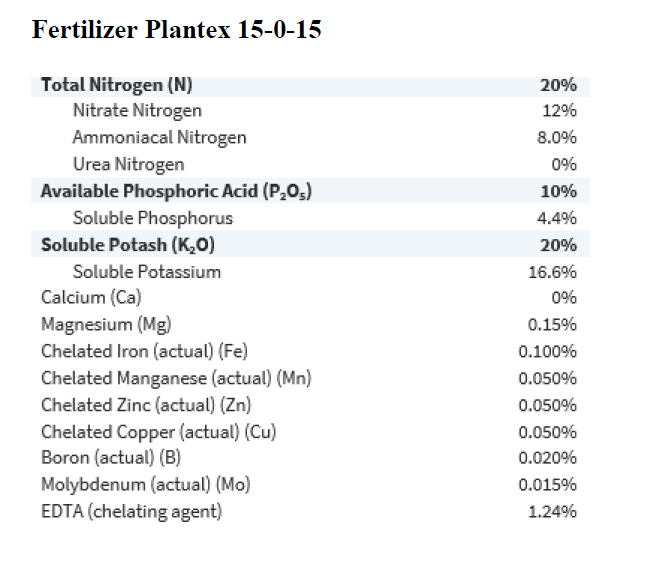 Fertilizer Plantex 15-0-15
Total Nitrogen (N) 20%
Nitrate Nitrogen 12%
Ammoniacal Nitrogen 8.0%
Urea Nitrogen 0%
Available Phosphoric Acid (P₂O₅) 10%
Soluble Phosphorus 4.4%
Soluble Potash (K₂O) 20%
Soluble Potassium 16.6%
Calcium (Ca) 0%
Magnesium (Mg) 0.15%
Chelated Iron (actual) (Fe) 0.100%
Chelated Manganese (actual) (Mn) 0.050%
Chelated Zinc (actual) (Zn) 0.050%
Chelated Copper (actual) (Cu) 0.050%
Boron (actual) (B) 0.020%
Molybdenum (actual) (Mo) 0.015%
EDTA (chelating agent) 1.24%